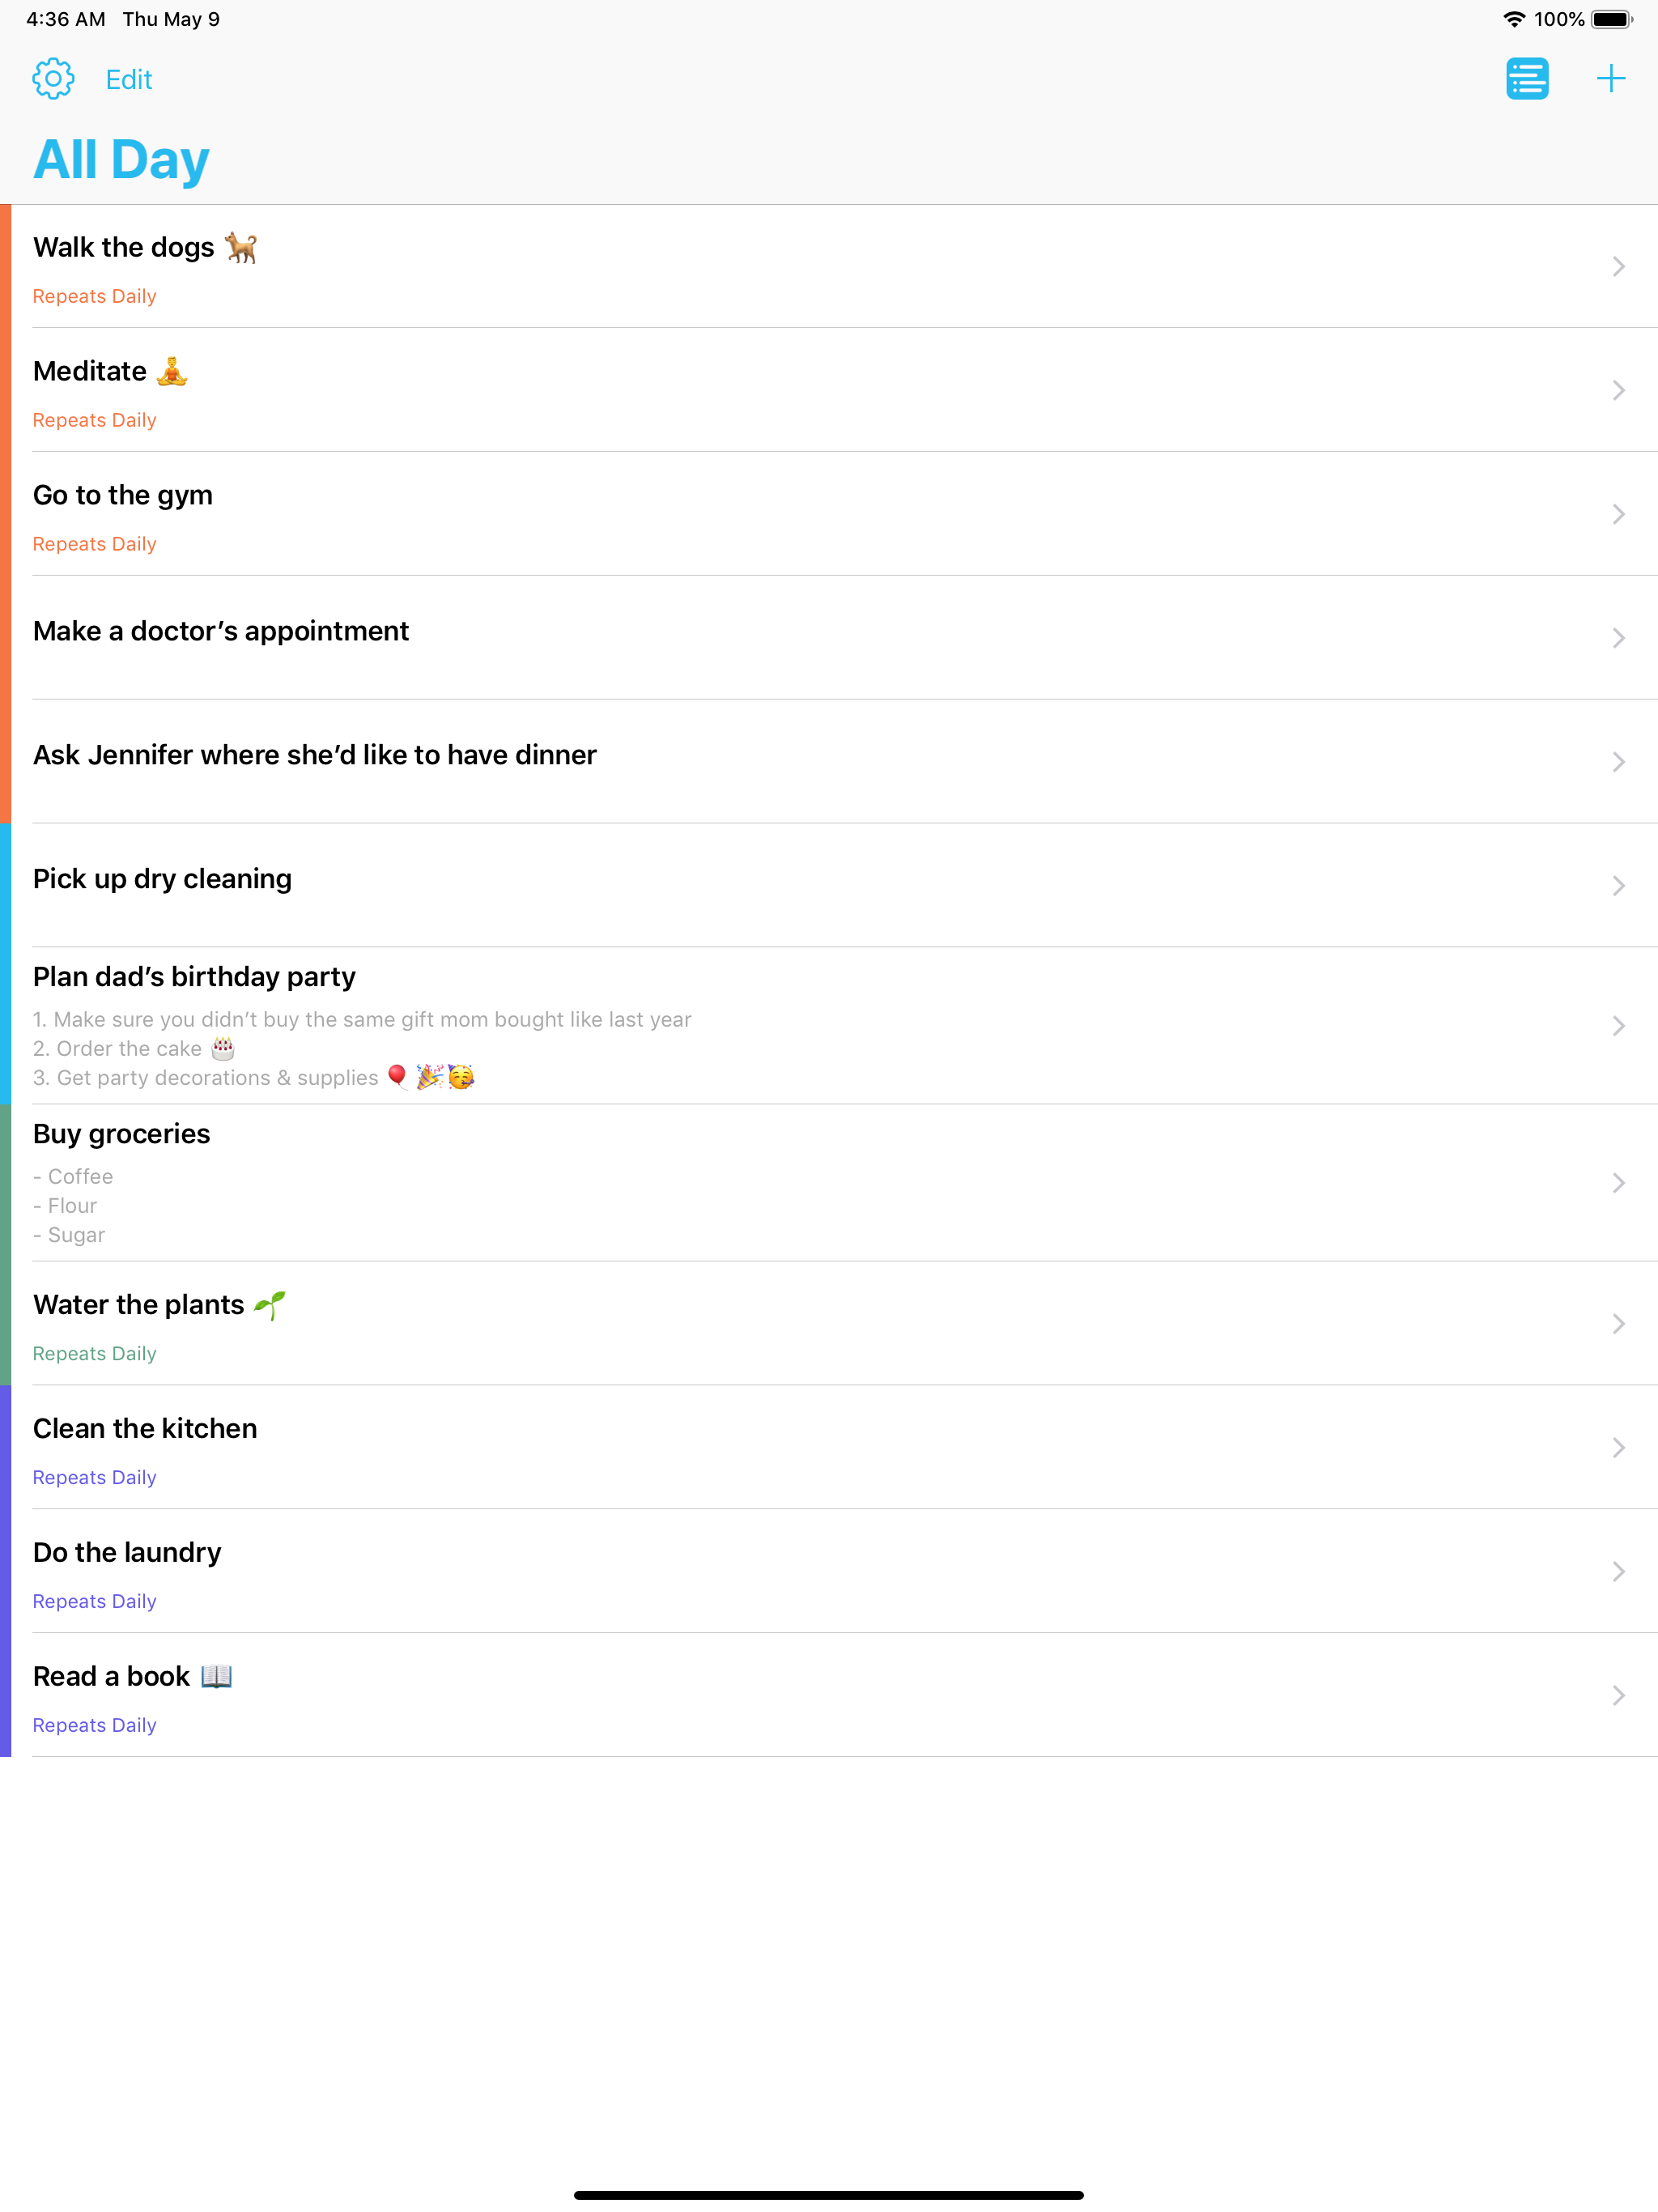 4:36 AM Thu May 9 100%
Edit
All Day
Walk the dogs 🐕
Repeats Daily
Meditate 🧘
Repeats Daily
Go to the gym
Repeats Daily
Make a doctor’s appointment
Ask Jennifer where she’d like to have dinner
Pick up dry cleaning
Plan dad’s birthday party
1. Make sure you didn’t buy the same gift mom bought like last year
2. Order the cake 🎂
3. Get party decorations & supplies 🎈🎉🥳
Buy groceries
- Coffee
- Flour
- Sugar
Water the plants 🌱
Repeats Daily
Clean the kitchen
Repeats Daily
Do the laundry
Repeats Daily
Read a book 📖
Repeats Daily